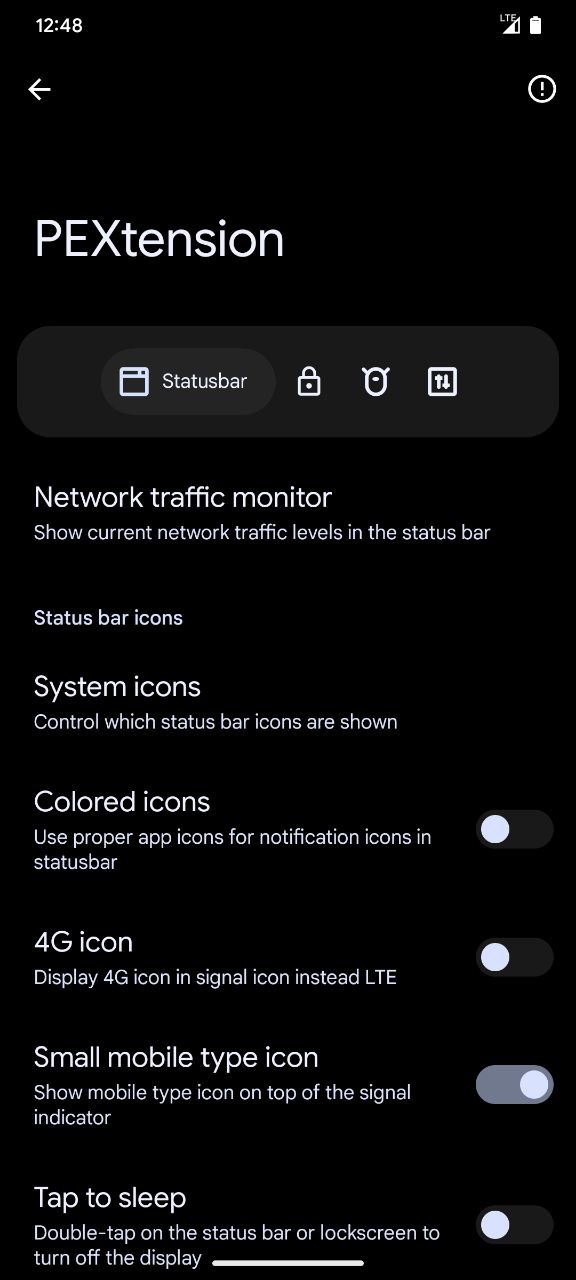 12:48
LTE
PEXtension
Statusbar
Network traffic monitor
Show current network traffic levels in the status bar
Status bar icons
System icons
Control which status bar icons are shown
Colored icons
Use proper app icons for notification icons in
statusbar
4G icon
Display 4G icon in signal icon instead LTE
Small mobile type icon
Show mobile type icon on top of the signal
indicator
Tap to sleep
Double-tap on the status bar or lockscreen to
turn off the display